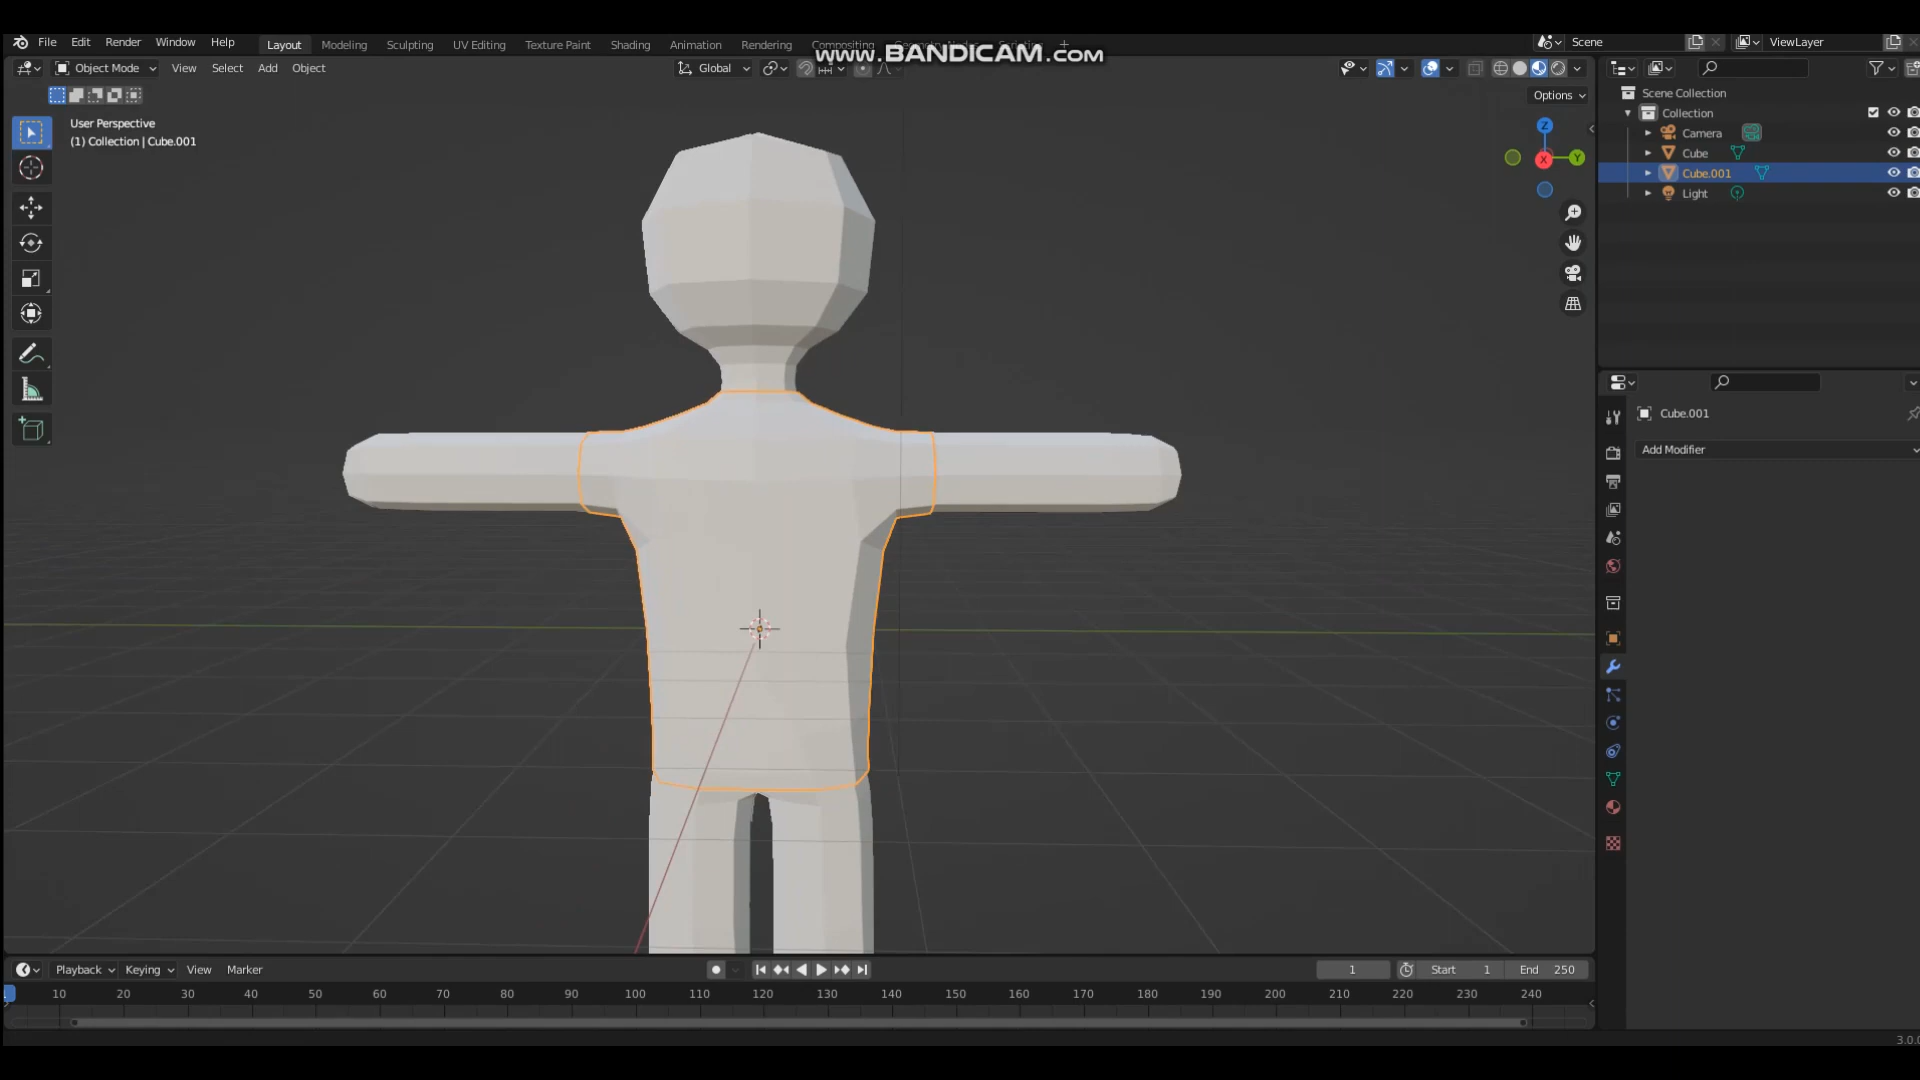 File Edit Render Window Help Layout Modeling Sculpting UV Editing Texture Paint Shading Animation Rendering Compositing
www.BANDICAM.com
Scene ViewLayer
Object Mode View Select Add Object Global
Options
User Perspective
(1) Collection | Cube.001
Z
Y
X
Scene Collection
Collection
Camera
Cube
Cube.001
Light
Cube.001
Add Modifier
Playback Keying View Marker 1 Start 1 End 250
10 20 30 40 50 60 70 80 90 100 110 120 130 140 150 160 170 180 190 200 210 220 230 240